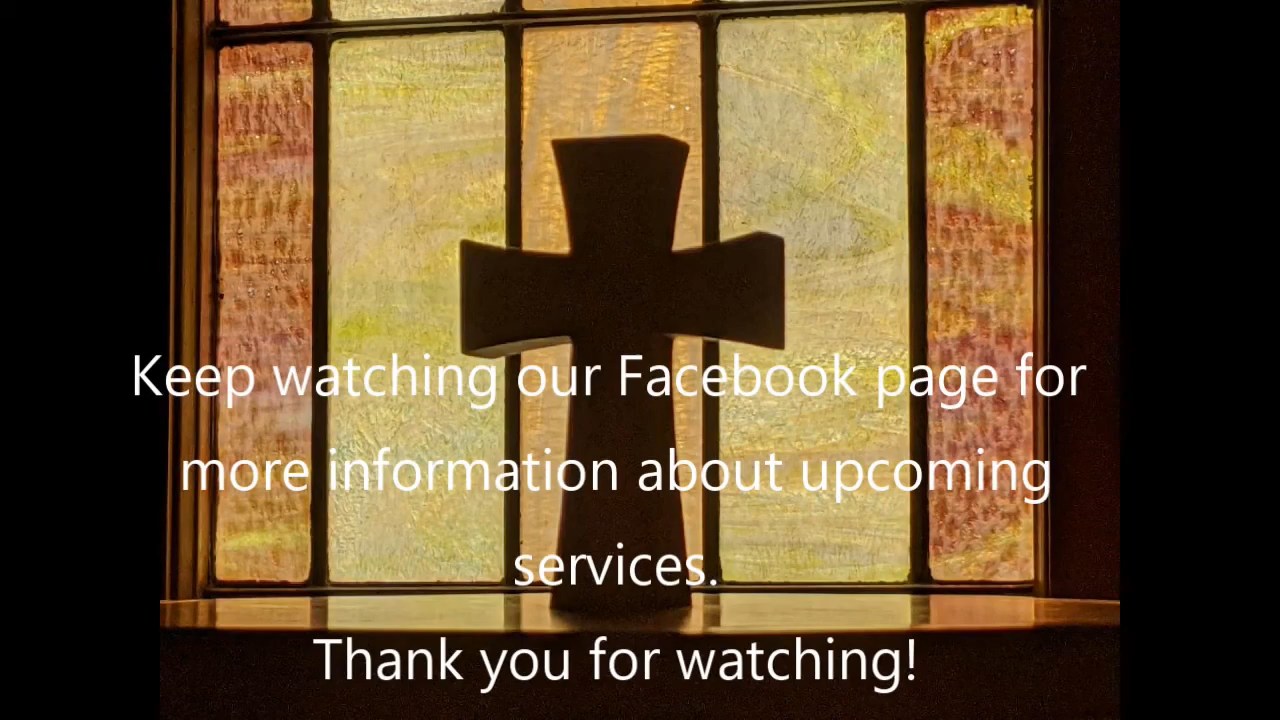 Keep watching our Facebook page for
more information about upcoming
services.
Thank you for watching!